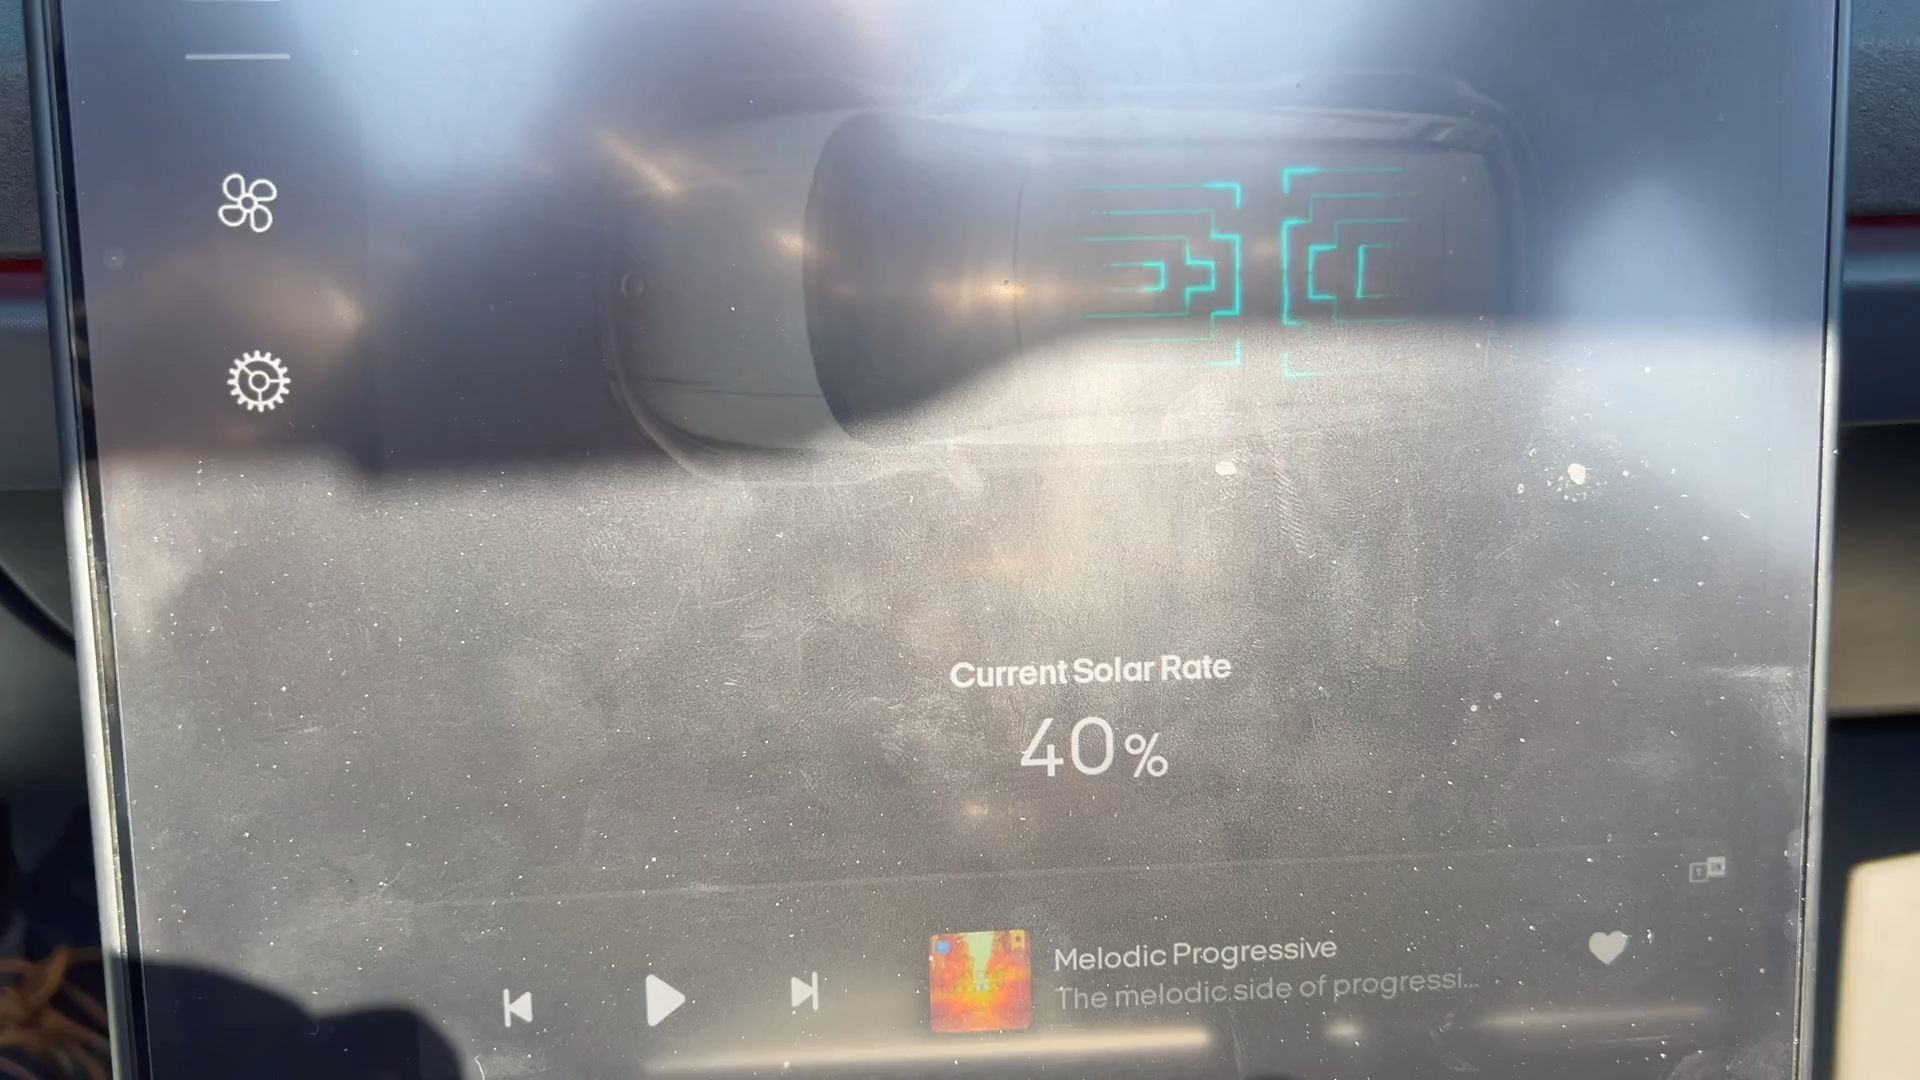 Current Solar Rate
40%
Melodic Progressive
The melodic side of progressi...